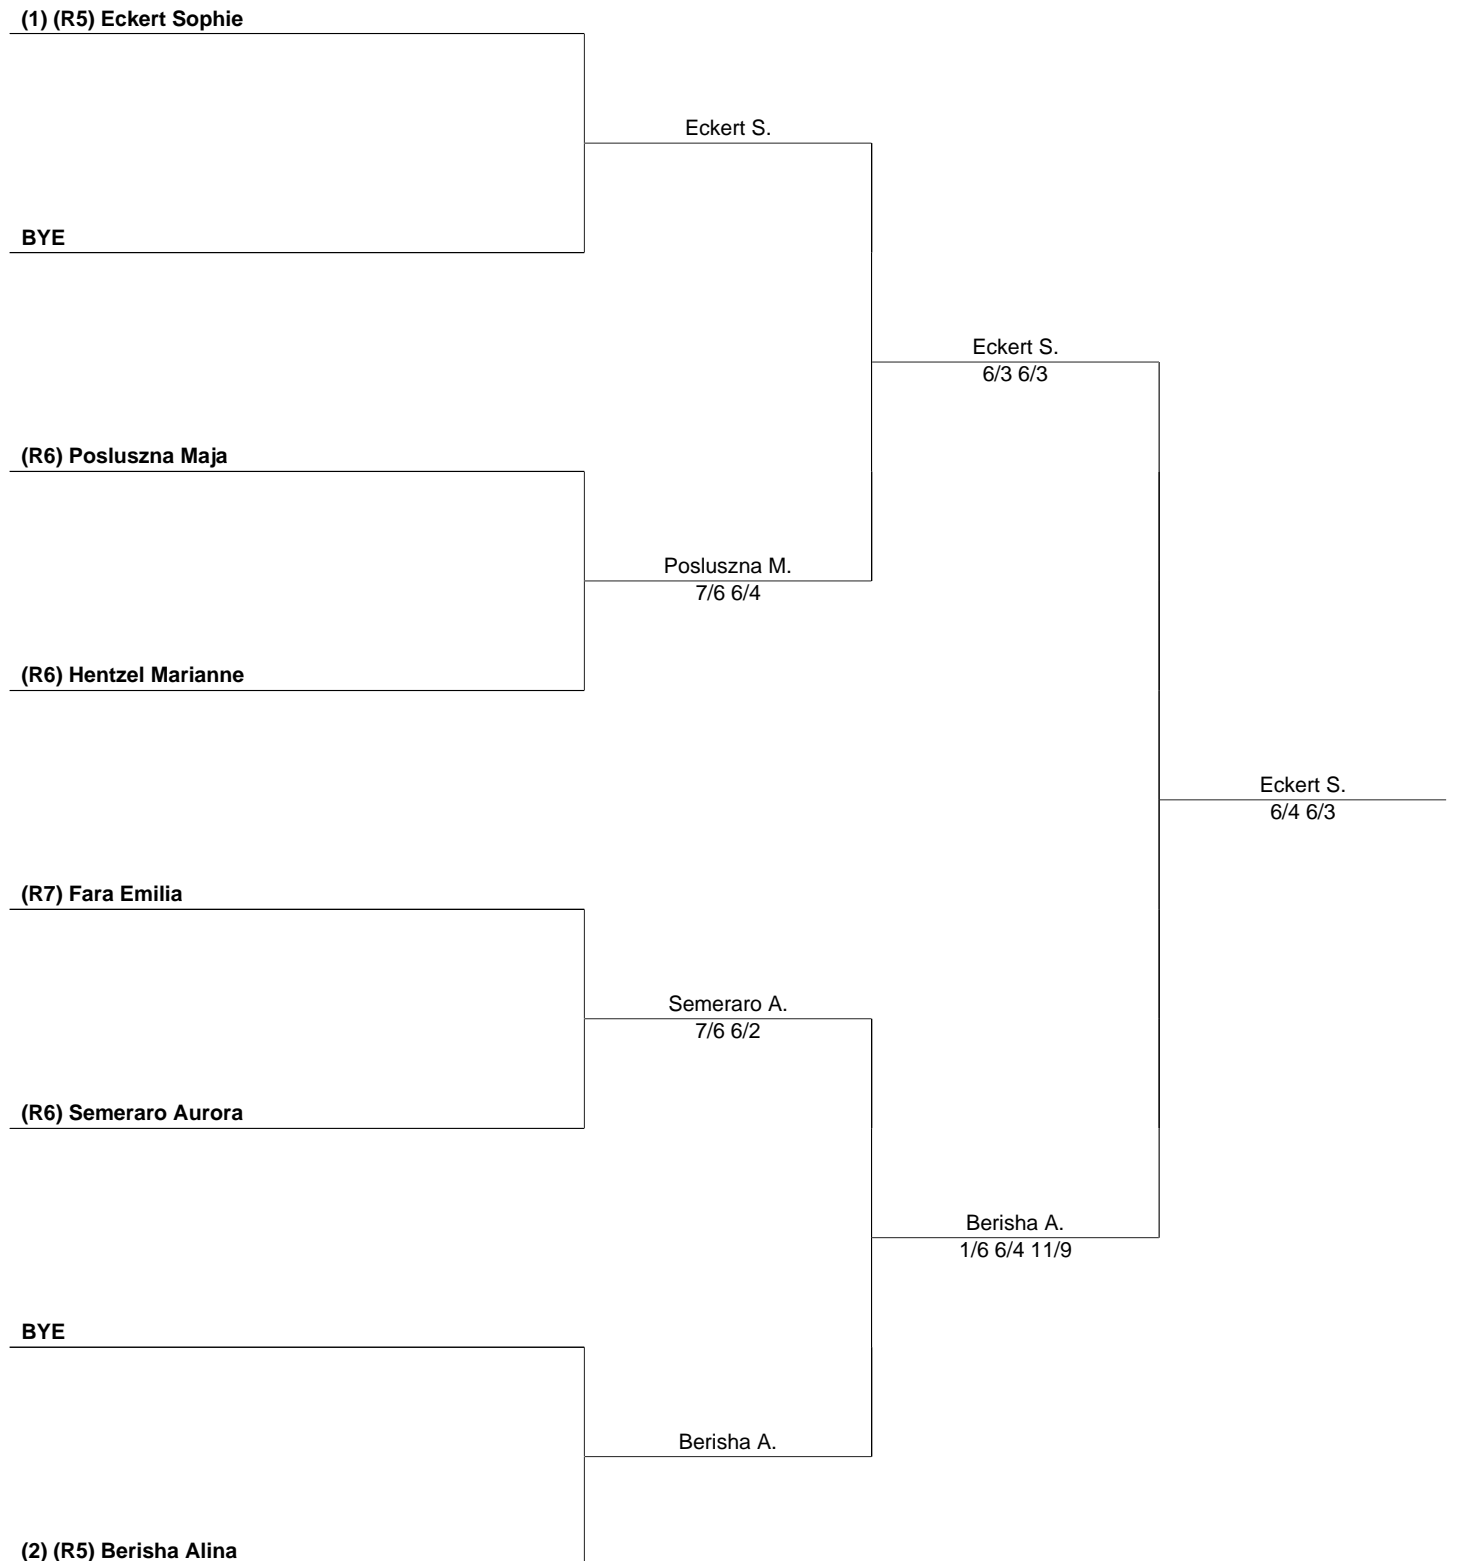 (1) (R5) Eckert Sophie
Eckert S.
BYE
Eckert S.
6/3 6/3
(R6) Posluszna Maja
Posluszna M.
7/6 6/4
(R6) Hentzel Marianne
Eckert S.
6/4 6/3
(R7) Fara Emilia
Semeraro A.
7/6 6/2
(R6) Semeraro Aurora
Berisha A.
1/6 6/4 11/9
BYE
Berisha A.
(2) (R5) Berisha Alina